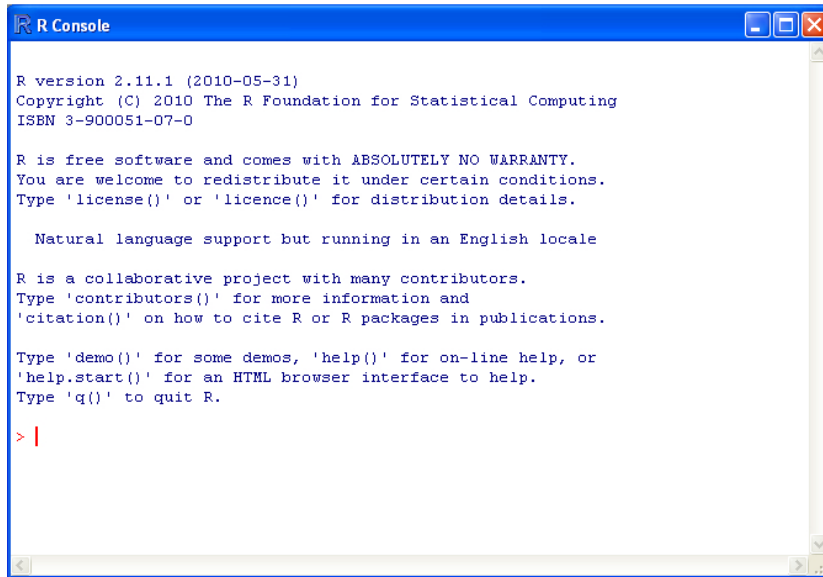 R Console
R version 2.11.1 (2010-05-31)
Copyright (C) 2010 The R Foundation for Statistical Computing
ISBN 3-900051-07-0
R is free software and comes with ABSOLUTELY NO WARRANTY.
You are welcome to redistribute it under certain conditions.
Type 'license()' or 'licence()' for distribution details.
Natural language support but running in an English locale
R is a collaborative project with many contributors.
Type 'contributors()' for more information and
'citation()' on how to cite R or R packages in publications.
Type 'demo()' for some demos, 'help()' for on-line help, or
'help.start()' for an HTML browser interface to help.
Type 'q()' to quit R.
>